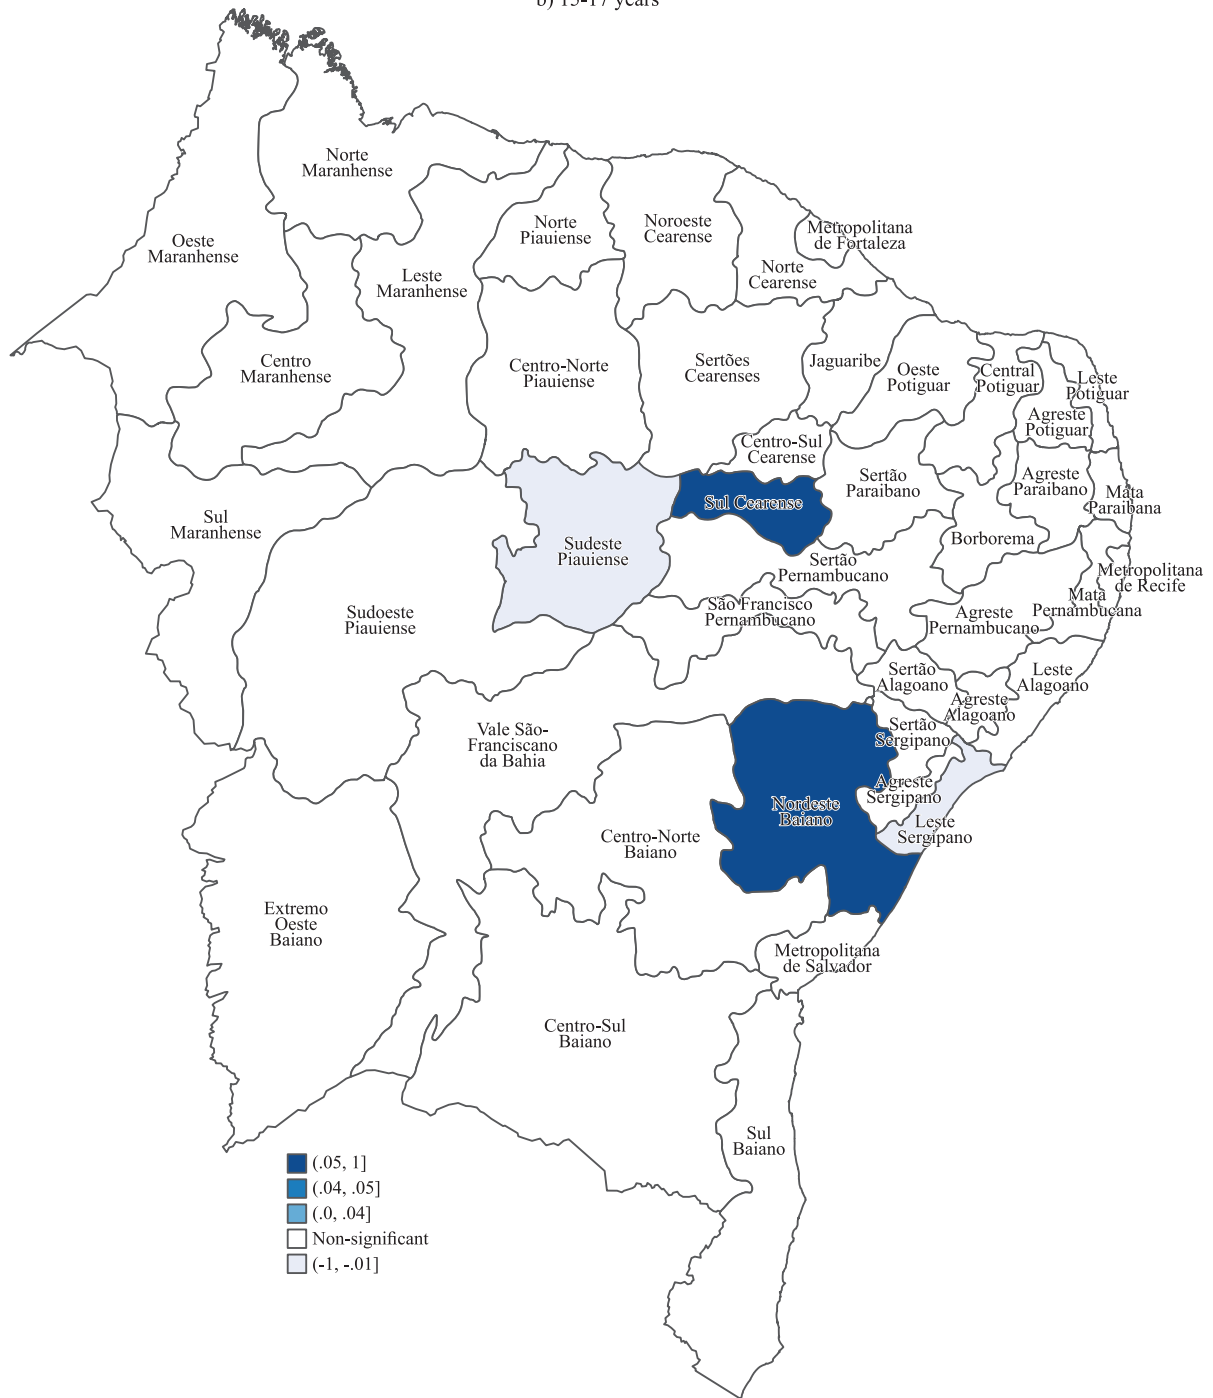 b) 15-17 years
Norte
Maranhense
Oeste
Maranhense
Leste
Maranhense
Norte
Piauiense
Noroeste
Cearense
Metropolitana
de Fortaleza
Norte
Cearense
Centro
Maranhense
Centro-Norte
Piauiense
Sertões
Cearenses
Jaguaribe
Oeste
Potiguar
Central
Potiguar
Leste
Potiguar
Agreste
Potiguar
Centro-Sul
Cearense
Sertão
Paraibano
Agreste
Paraibano
Mata
Paraibana
Sul Cearense
Sul
Maranhense
Borborema
Sudeste
Piauiense
Sertão
Pernambucano
Metropolitana
de Recife
Mata
Pernambucana
Sudoeste
Piauiense
São Francisco
Pernambucano
Agreste
Pernambucano
Sertão
Alagoano
Leste
Alagoano
Agreste
Alagoano
Vale São-
Franciscano
da Bahia
Sertão
Sergipano
Agreste
Sergipano
Nordeste
Baiano
Leste
Sergipano
Centro-Norte
Baiano
Extremo
Oeste
Baiano
Metropolitana
de Salvador
Centro-Sul
Baiano
Sul
Baiano
(.05, 1]
(.04, .05]
(.0, .04]
Non-significant
(-1, -.01]